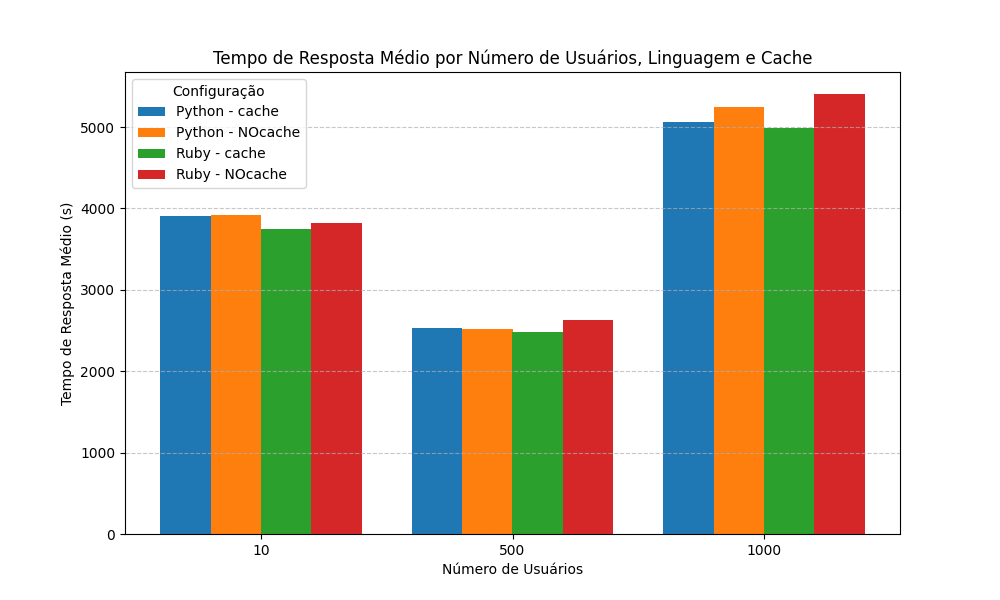 Tempo de Resposta Médio por Número de Usuários, Linguagem e Cache
Configuração
Python - cache
Python - NOcache
Ruby - cache
Ruby - NOcache
Tempo de Resposta Médio (s)
5000
4000
3000
2000
1000
0
10
500
1000
Número de Usuários